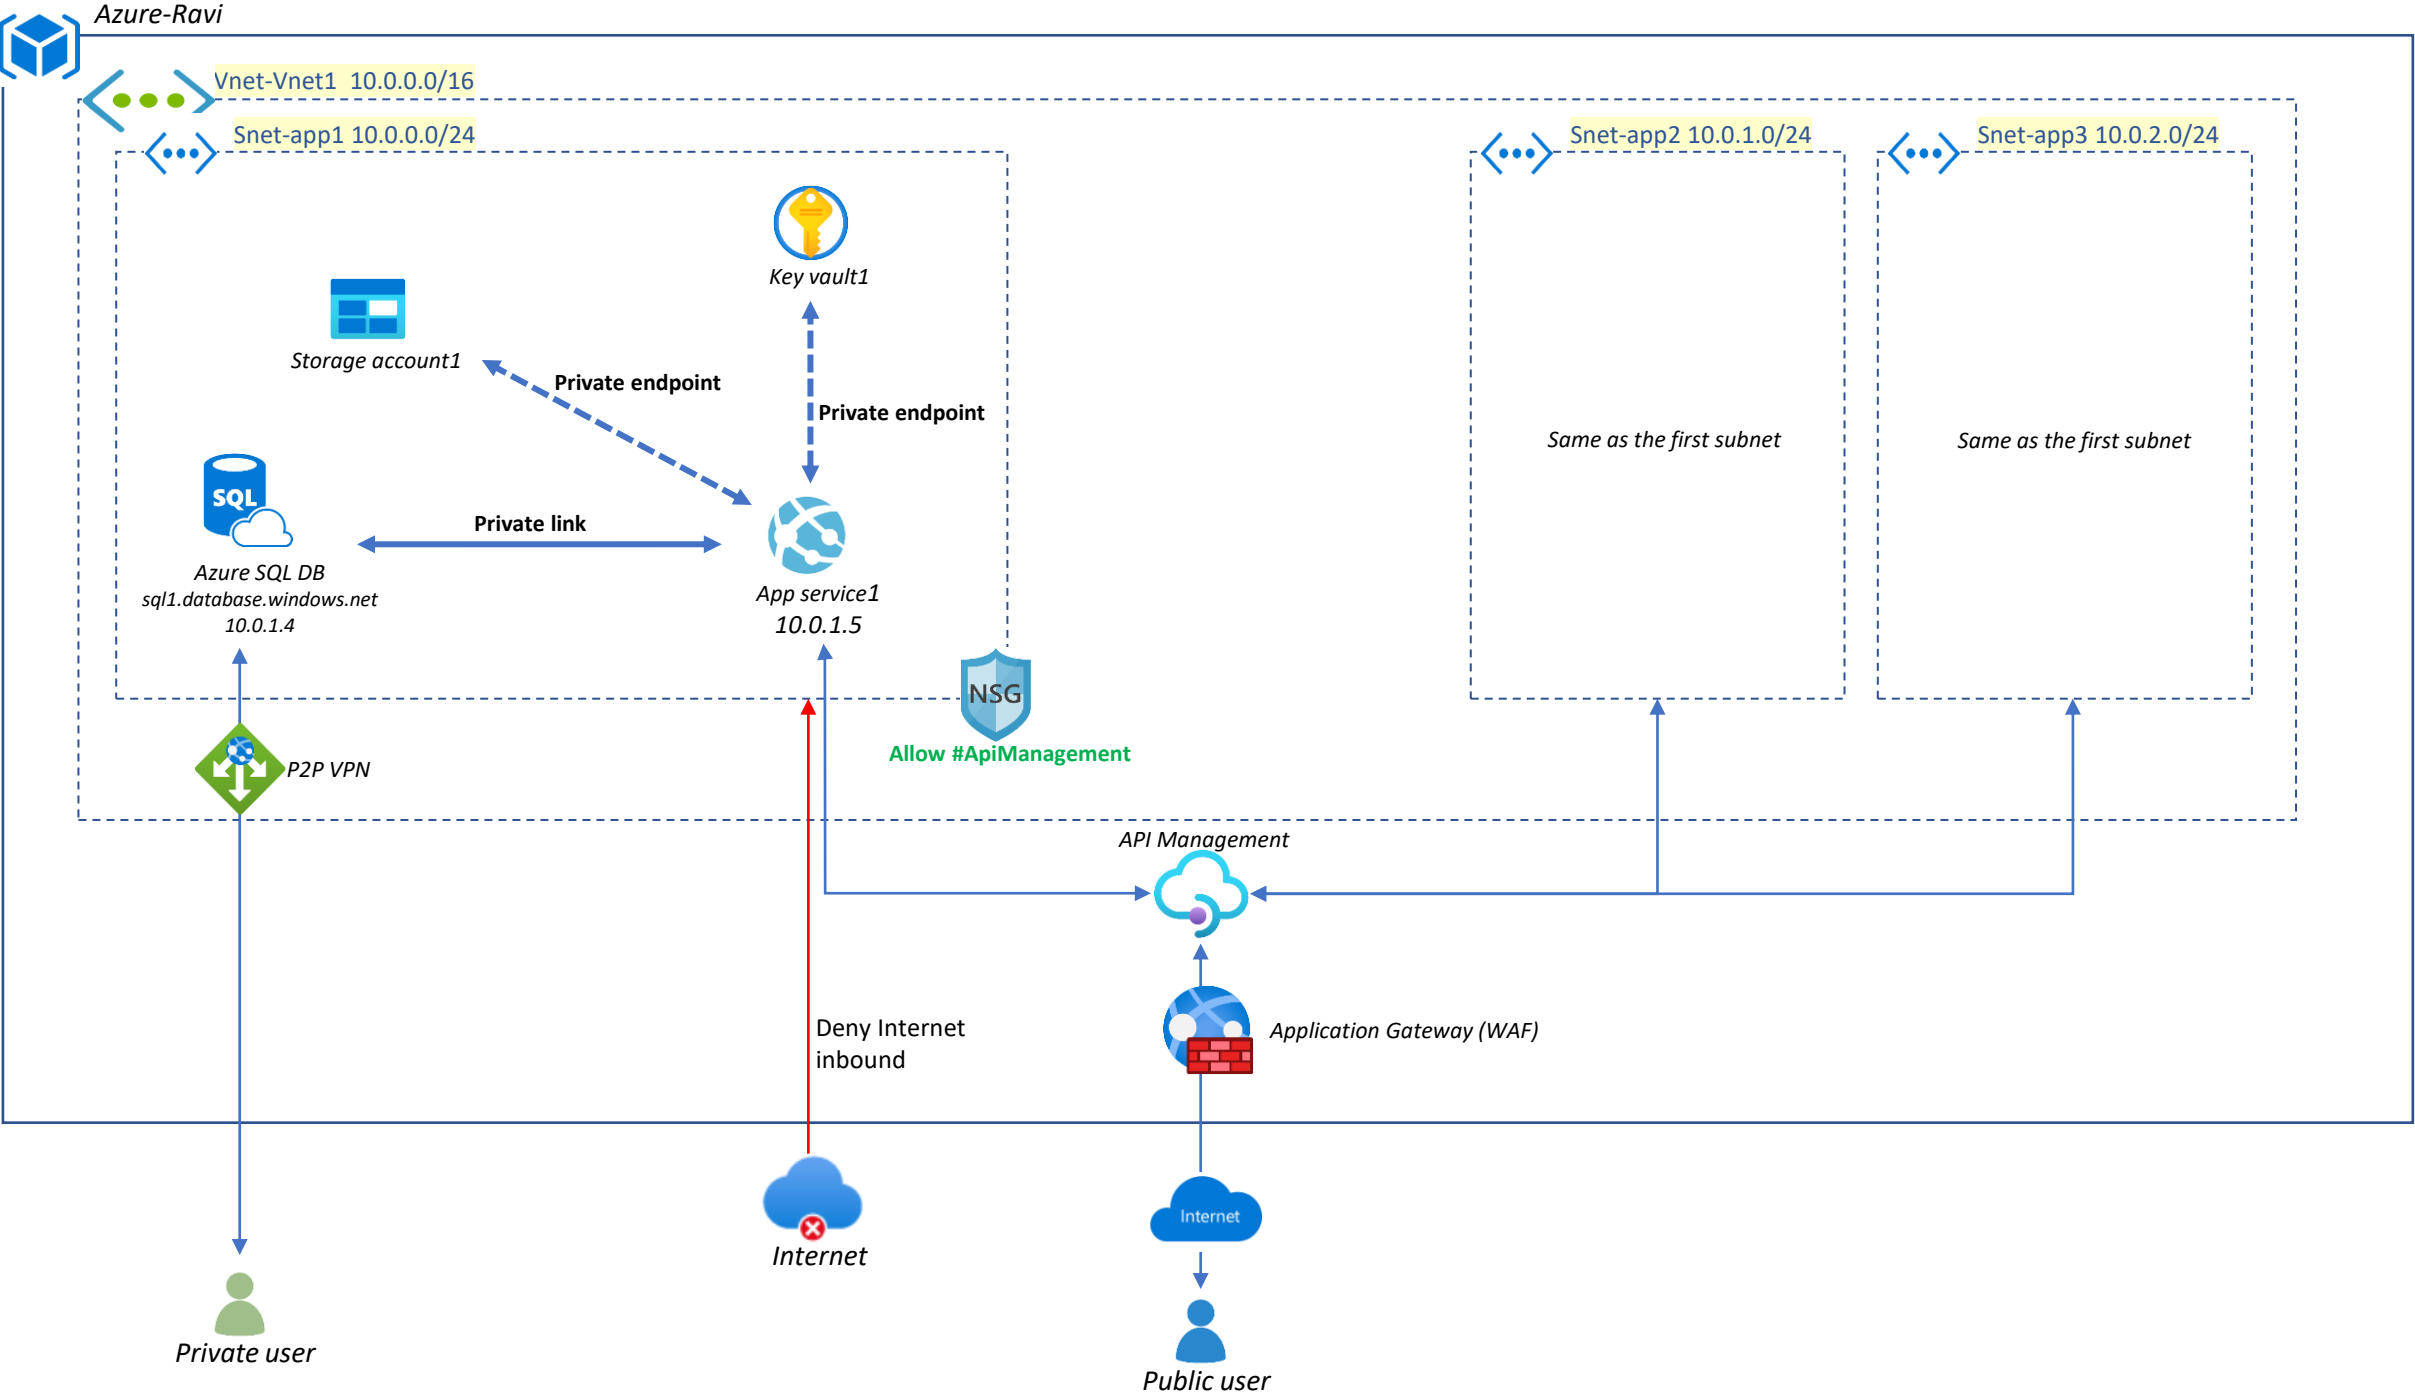 Azure-Ravi
Vnet-Vnet1  10.0.0.0/16
Snet-app1 10.0.0.0/24
Snet-app2 10.0.1.0/24
Snet-app3 10.0.2.0/24
Key vault1
Storage account1
Private endpoint
Private endpoint
Same as the first subnet
Same as the first subnet
SQL
Private link
Azure SQL DB
sql1.database.windows.net
10.0.1.4
App service1
10.0.1.5
NSG
Allow #ApiManagement
P2P VPN
API Management
Deny Internet
inbound
Application Gateway (WAF)
Internet
Internet
Private user
Public user